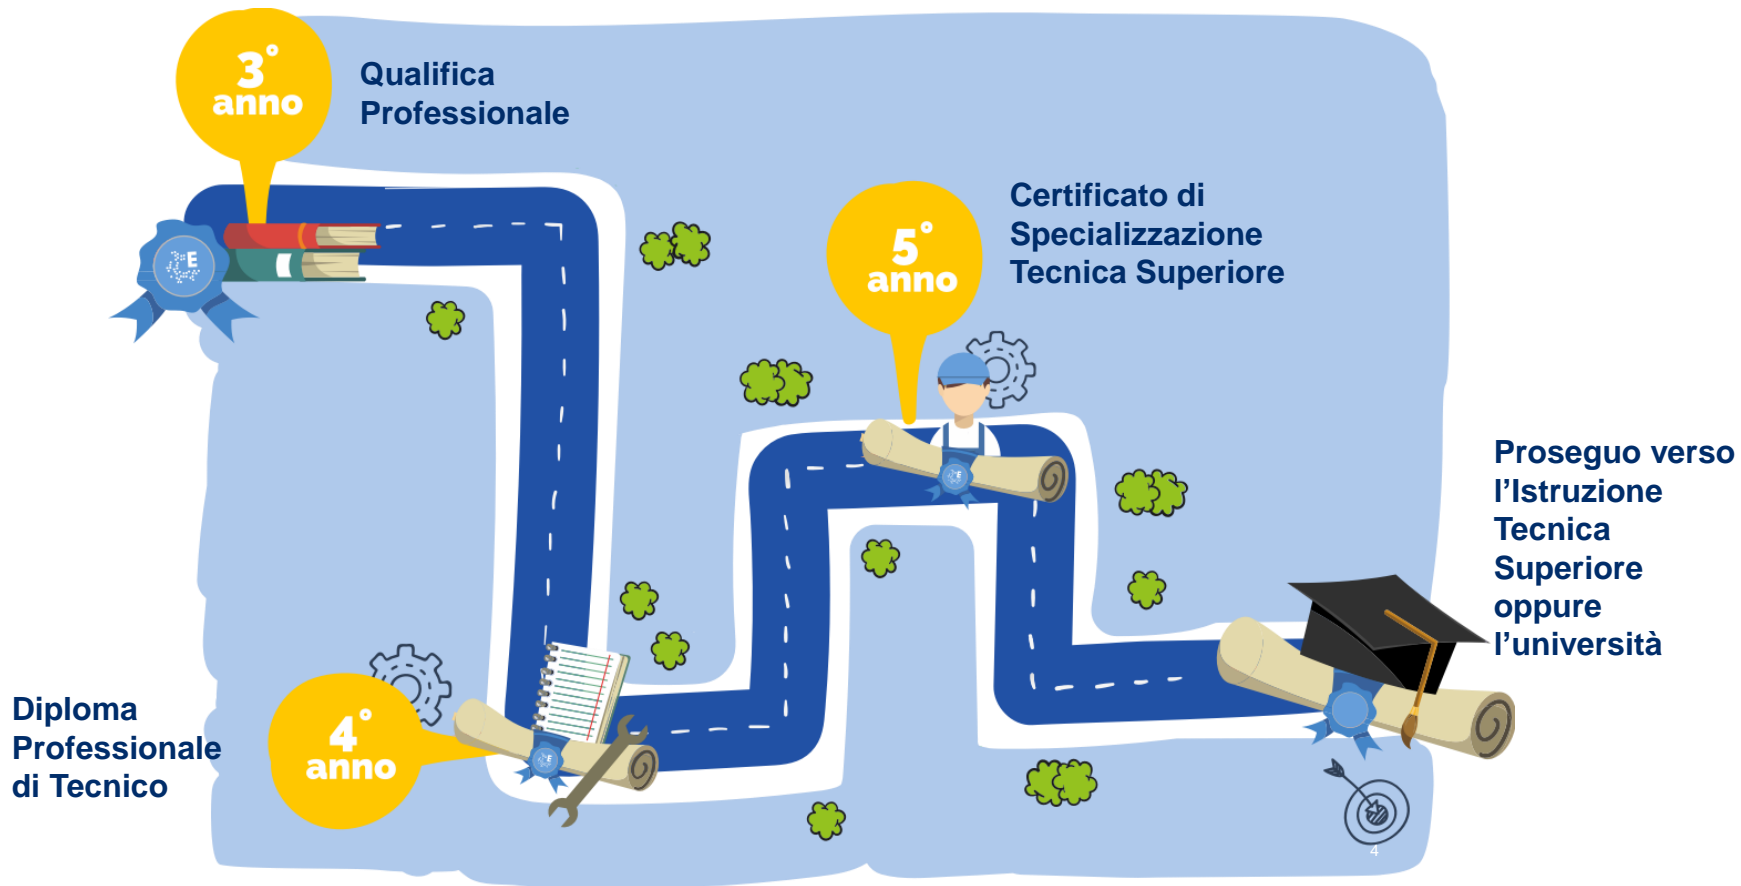 3°
anno
Qualifica
Professionale
5°
anno
Certificato di
Specializzazione
Tecnica Superiore
Proseguo verso
l’Istruzione
Tecnica
Superiore
oppure
l’università
Diploma
Professionale
di Tecnico
4°
anno
E
E
E
4